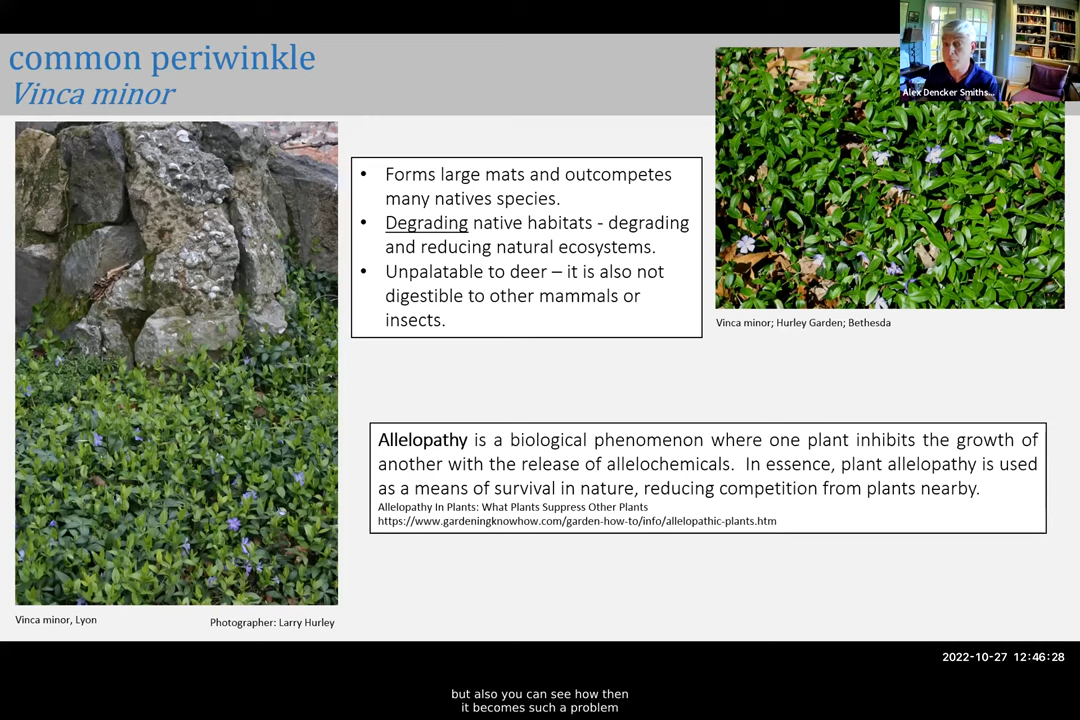 common periwinkle
Vinca minor
Alex Dencker Smiths...
• Forms large mats and outcompetes
many natives species.
• Degrading native habitats - degrading
and reducing natural ecosystems.
• Unpalatable to deer – it is also not
digestible to other mammals or
insects.
Vinca minor; Hurley Garden; Bethesda
Allelopathy is a biological phenomenon where one plant inhibits the growth of
another with the release of allelochemicals. In essence, plant allelopathy is used
as a means of survival in nature, reducing competition from plants nearby.
Allelopathy In Plants: What Plants Suppress Other Plants
https://www.gardeningknowhow.com/garden-how-to/info/allelopathic-plants.htm
Vinca minor, Lyon
Photographer: Larry Hurley
2022-10-27 12:46:28
but also you can see how then
it becomes such a problem